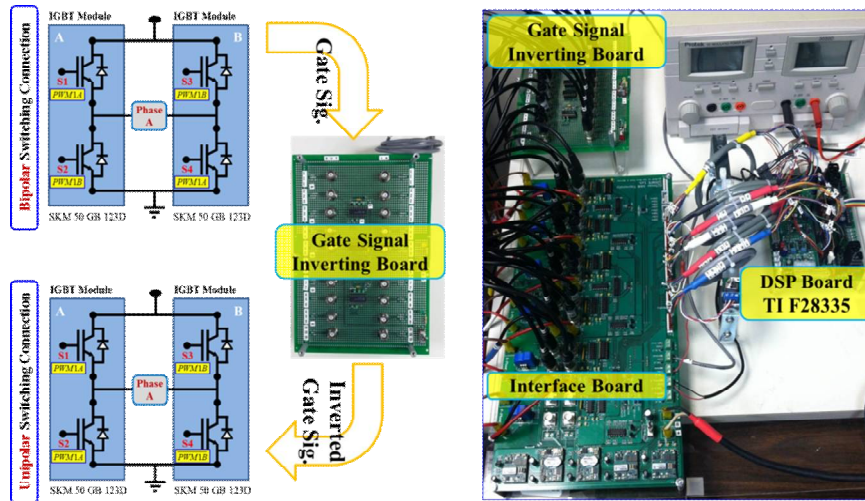 Bipolar Switching Connection
IGBT Module
IGBT Module
A
B
S1
PWM1A
S3
PWM1B
Phase
A
S2
PWM1B
S4
PWM1A
SKM 50 GB 123D
SKM 50 GB 123D
Gate Sig.
Gate Signal
Inverting Board
Inverted
Gate Sig.
Unipolar Switching Connection
IGBT Module
IGBT Module
A
B
S1
PWM1A
S3
PWM1B
Phase
A
S2
PWM1A
S4
PWM1B
SKM 50 GB 123D
SKM 50 GB 123D
Gate Signal
Inverting Board
Protek
DSP Board
TI F28335
Interface Board